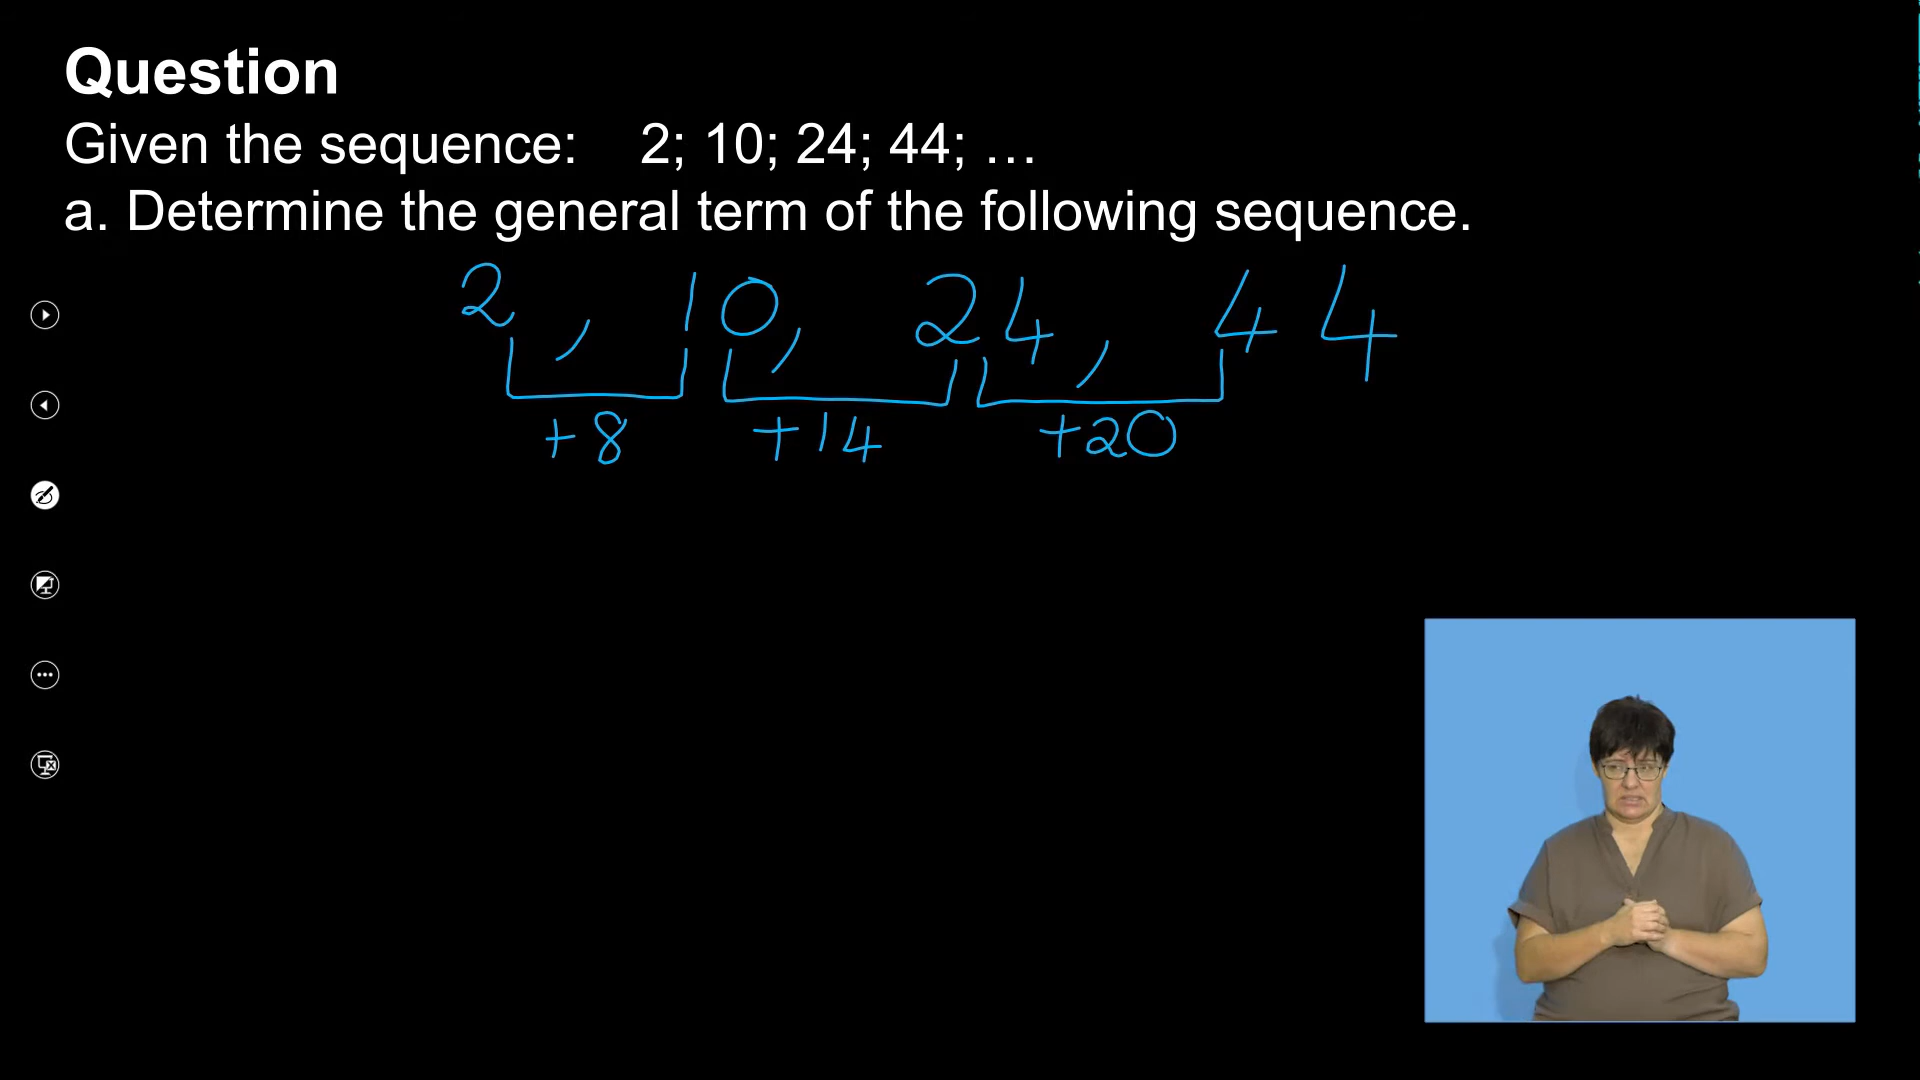 Question
Given the sequence: 2; 10; 24; 44; …
a. Determine the general term of the following sequence.
2, 10, 24, 44
+8 +14 +20